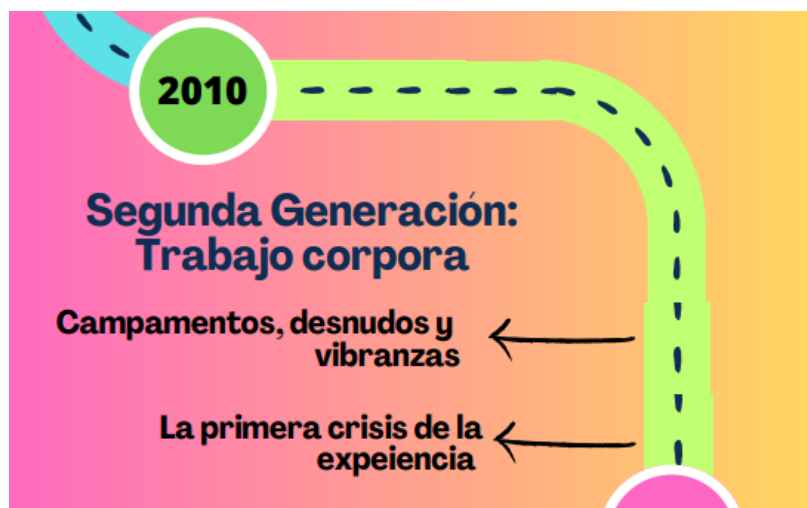 2010
Segunda Generación:
Trabajo corpora
Campamentos, desnudos y
vibranzas
La primera crisis de la
expeiencia